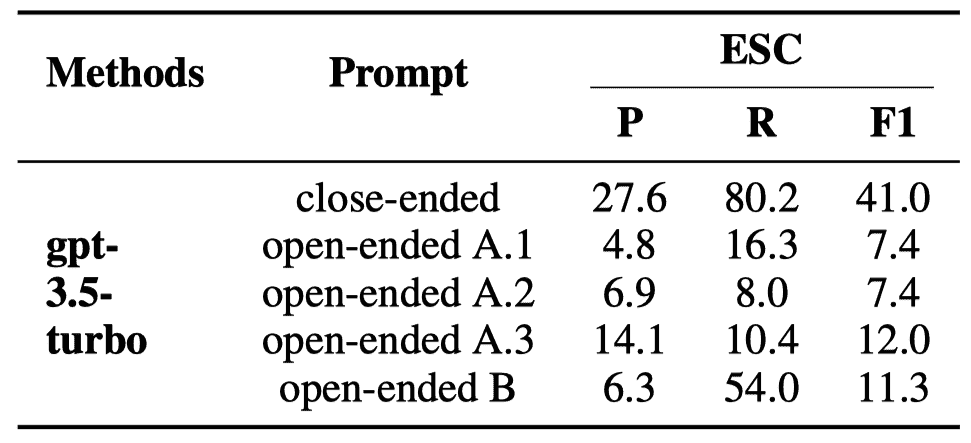 Methods Prompt ESC
P R F1
close-ended 27.6 80.2 41.0
gpt- open-ended A.1 4.8 16.3 7.4
3.5- open-ended A.2 6.9 8.0 7.4
turbo open-ended A.3 14.1 10.4 12.0
open-ended B 6.3 54.0 11.3